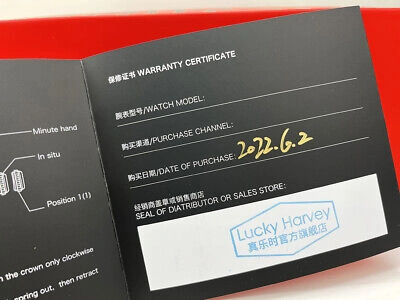 Minute hand
In situ
Position 1(1)
the crown only clockwise
spring out, then retract
保修证书 WARRANTY CERTIFICATE
腕表型号/WATCH MODEL:
购买渠道/PURCHASE CHANNEL:
购买日期/DATE OF PURCHASE: 2022.6.2
经销商盖章或销售商店
SEAL OF DIATRIBUTOR OR SALES STORE:
Lucky Harvey
真乐时官方旗舰店